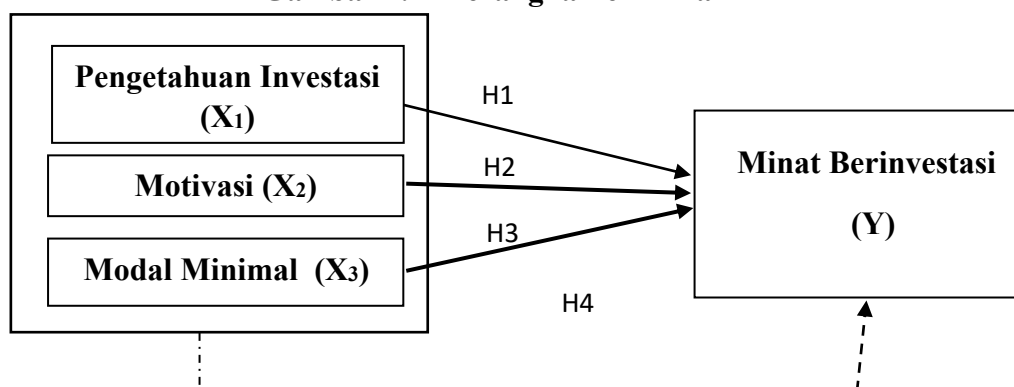 Pengetahuan Investasi
(X₁)
H1
Motivasi (X₂)
H2
Minat Berinvestasi
(Y)
H3
Modal Minimal (X₃)
H4